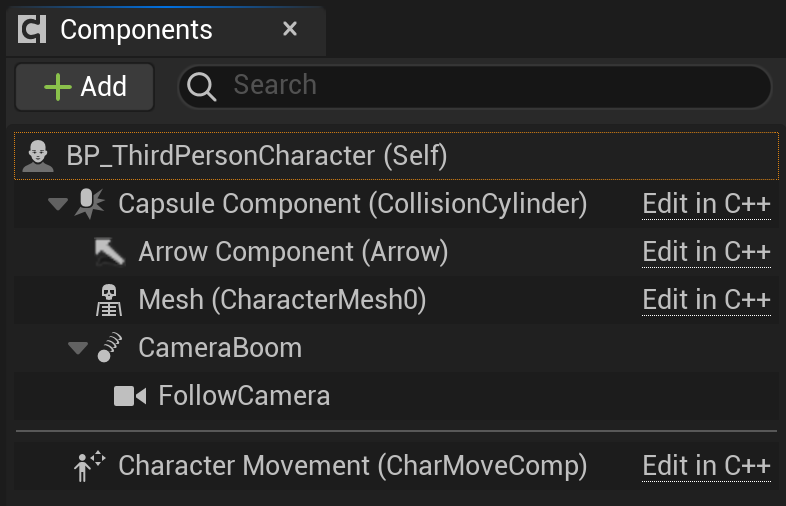 Components
Add
Search
BP_ThirdPersonCharacter (Self)
Capsule Component (CollisionCylinder) Edit in C++
Arrow Component (Arrow) Edit in C++
Mesh (CharacterMesh0) Edit in C++
CameraBoom
FollowCamera
Character Movement (CharMoveComp) Edit in C++